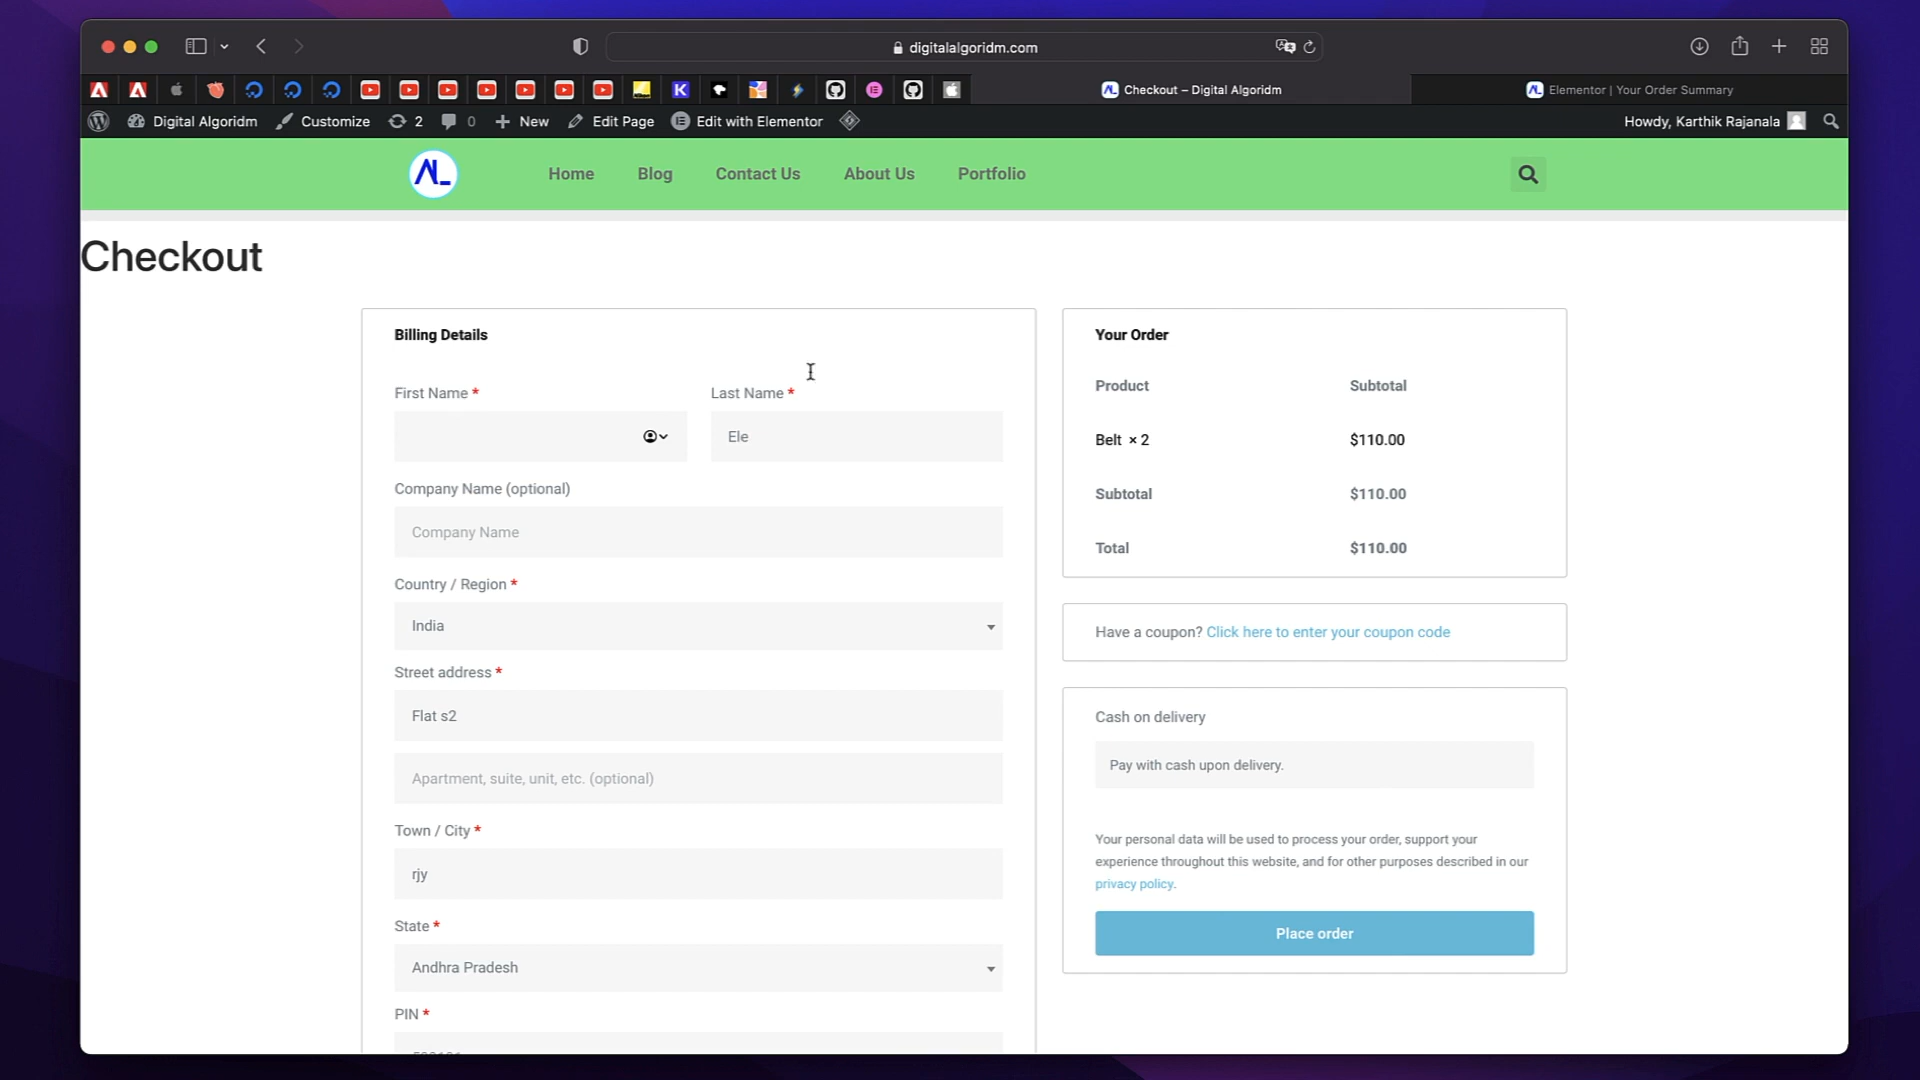 digitalalgoridm.com
Checkout – Digital Algoridm
Elementor | Your Order Summary
Digital Algoridm
Customize
2
0
New
Edit Page
Edit with Elementor
Howdy, Karthik Rajanala
Home
Blog
Contact Us
About Us
Portfolio
Checkout
Billing Details
First Name *
Last Name *
Ele
Company Name (optional)
Company Name
Country / Region *
India
Street address *
Flat s2
Apartment, suite, unit, etc. (optional)
Town / City *
rjy
State *
Andhra Pradesh
PIN *
Your Order
Product Subtotal
Belt × 2 $110.00
Subtotal $110.00
Total $110.00
Have a coupon? Click here to enter your coupon code
Cash on delivery
Pay with cash upon delivery.
Your personal data will be used to process your order, support your
experience throughout this website, and for other purposes described in our
privacy policy.
Place order